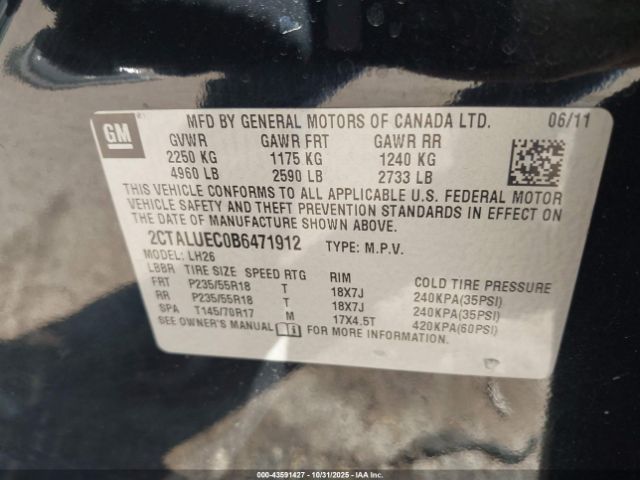 GM
MFD BY GENERAL MOTORS OF CANADA LTD. 06/11
GVWR GAWR FRT GAWR RR
2250 KG 1175 KG 1240 KG
4960 LB 2590 LB 2733 LB
THIS VEHICLE CONFORMS TO ALL APPLICABLE U.S. FEDERAL MOTOR
VEHICLE SAFETY AND THEFT PREVENTION STANDARDS IN EFFECT ON
THE DATE OF MANUFACTURE SHOWN ABOVE.
2CTALUEC0B6471912 TYPE: M.P.V.
MODEL: LH26
LBBR TIRE SIZE SPEED RTG RIM COLD TIRE PRESSURE
FRT P235/55R18 T 18X7J 240KPA(35PSI)
RR P235/55R18 T 18X7J 240KPA(35PSI)
SPA T145/70R17 M 17X4.5T 420KPA(60PSI)
SEE OWNER'S MANUAL FOR MORE INFORMATION.
000-43591427 - 10/31/2025 - IAA Inc.